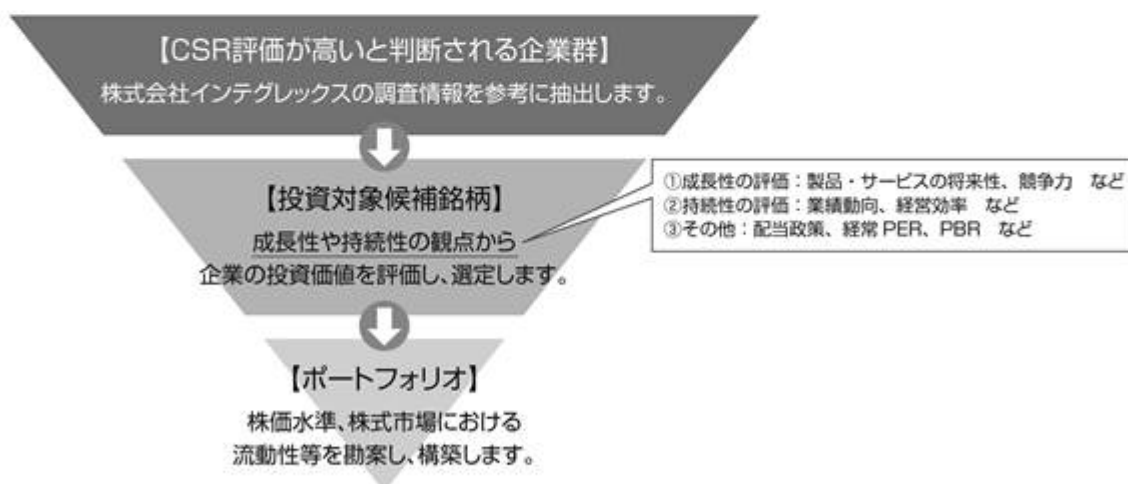 【CSR評価が高いと判断される企業群】
株式会社インテグレックスの調査情報を参考に抽出します。
【投資対象候補銘柄】
成長性や持続性の観点から
企業の投資価値を評価し、選定します。
①成長性の評価：製品・サービスの将来性、競争力　など
②持続性の評価：業績動向、経営効率　など
③その他：配当政策、経常PER、PBR　など
【ポートフォリオ】
株価水準、株式市場における
流動性等を勘案し、構築します。